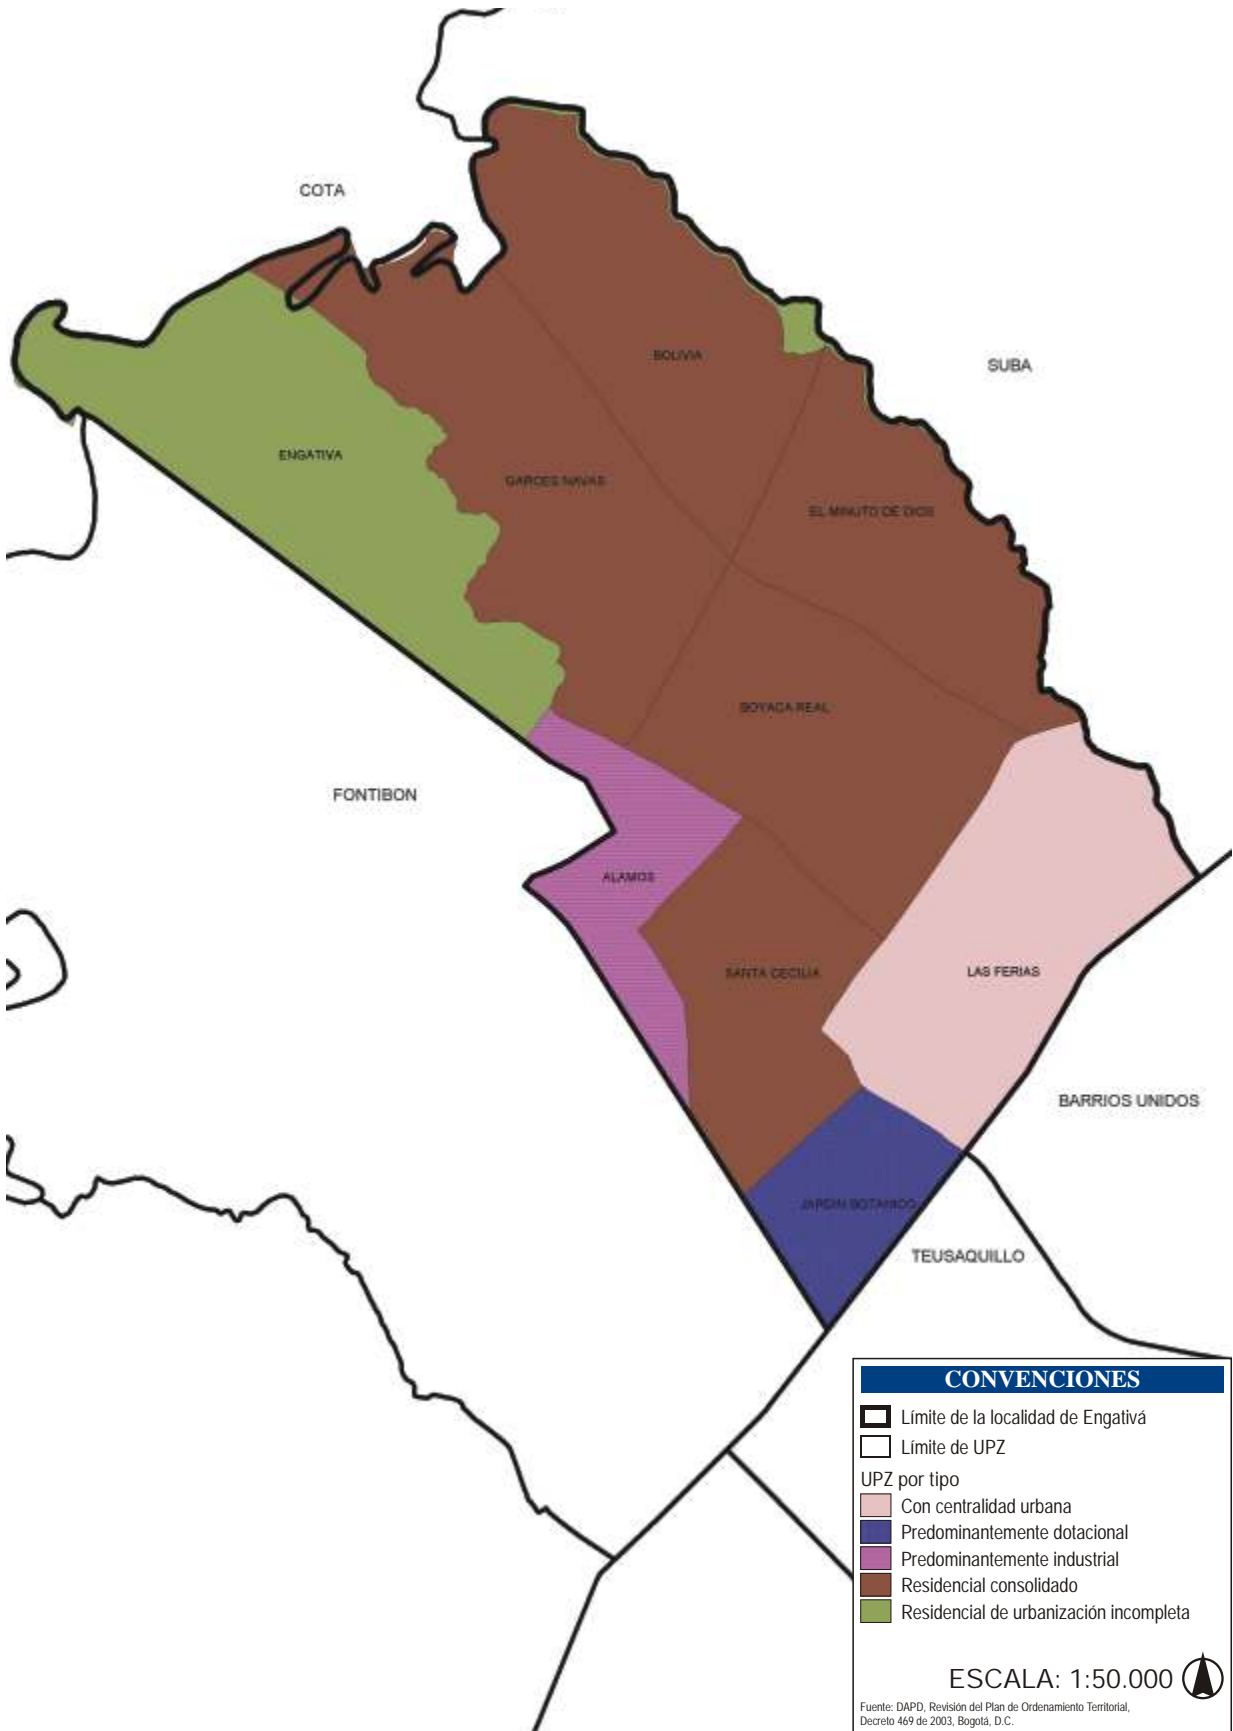 COTA
SUBA
BOLIVIA
ENGATIVA
GARCES NAVAS
EL MINUTO DE DIOS
BOYACA REAL
FONTIBON
ALAMOS
SANTA CECILIA
LAS FERIAS
BARRIOS UNIDOS
JARDIN BOTANICO
TEUSAQUILLO
CONVENCIONES
Límite de la localidad de Engativá
Límite de UPZ
UPZ por tipo
Con centralidad urbana
Predominantemente dotacional
Predominantemente industrial
Residencial consolidado
Residencial de urbanización incompleta
ESCALA: 1:50.000
Fuente: DAPD, Revisión del Plan de Ordenamiento Territorial,
Decreto 469 de 2003, Bogotá, D.C.